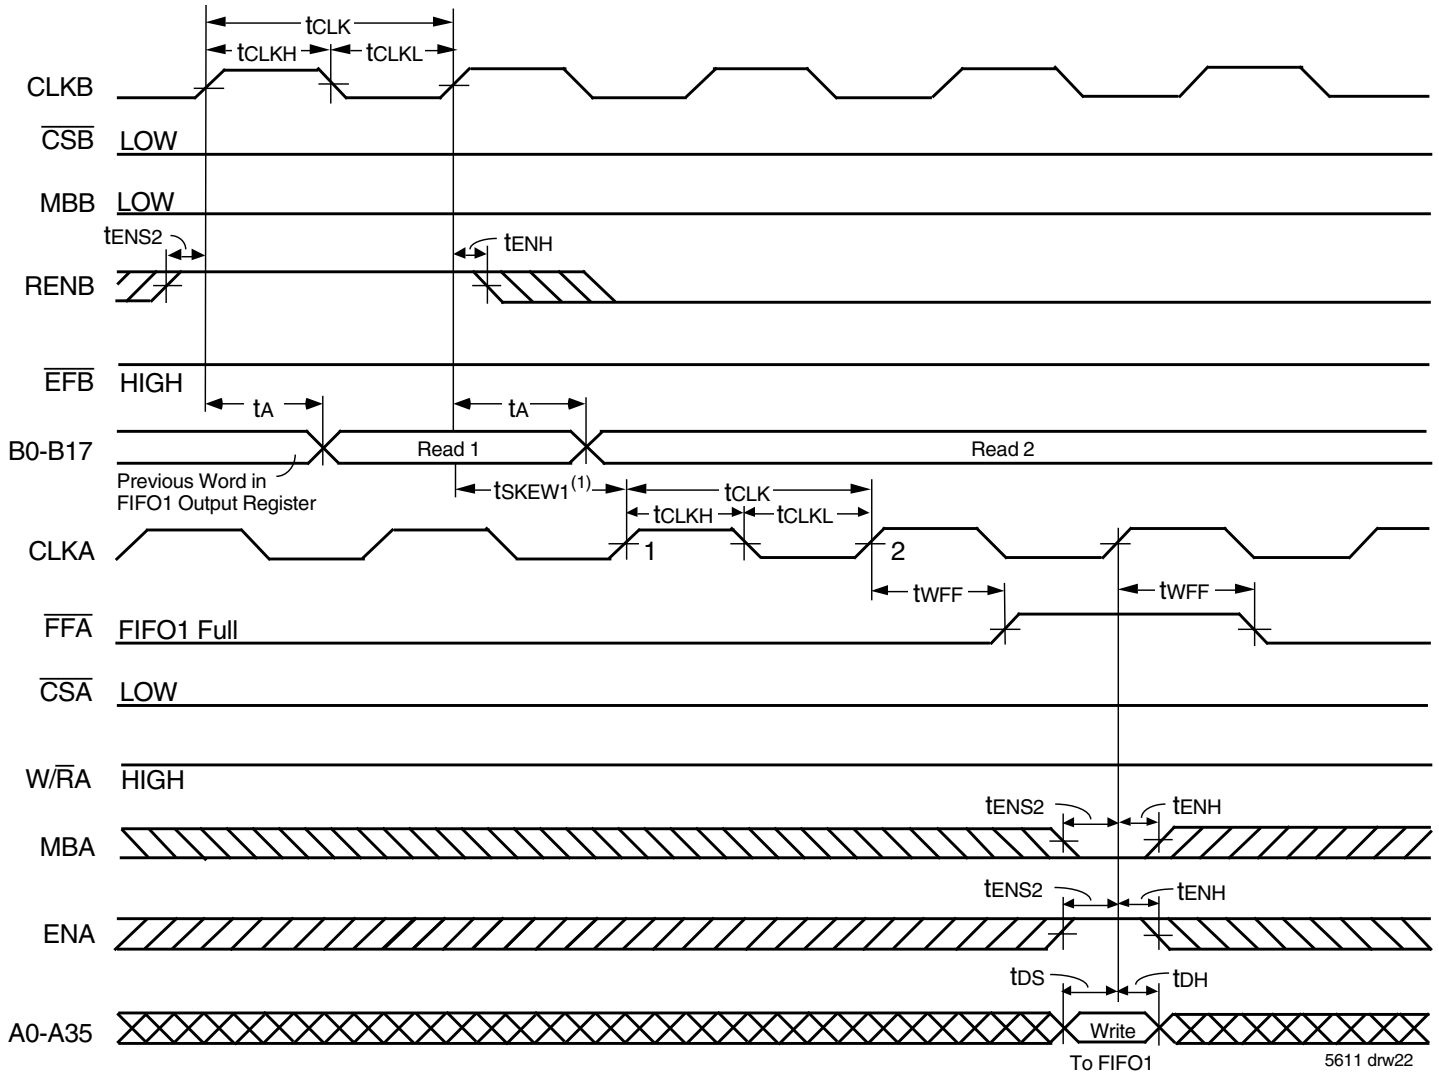 tCLK
tCLKH tCLKL
CLKB
CSB LOW
MBB LOW
tENS2 tENH
RENB
EFB HIGH
tA tA
B0-B17 Read 1 Read 2
Previous Word in
FIFO1 Output Register
tSKEW1(1) tCLK
tCLKH tCLKL
CLKA 1 2
tWFF tWFF
FFA FIFO1 Full
CSA LOW
W/RA HIGH
tENS2 tENH
MBA
tENS2 tENH
ENA
tDS tDH
A0-A35 Write
To FIFO1 5611 drw22